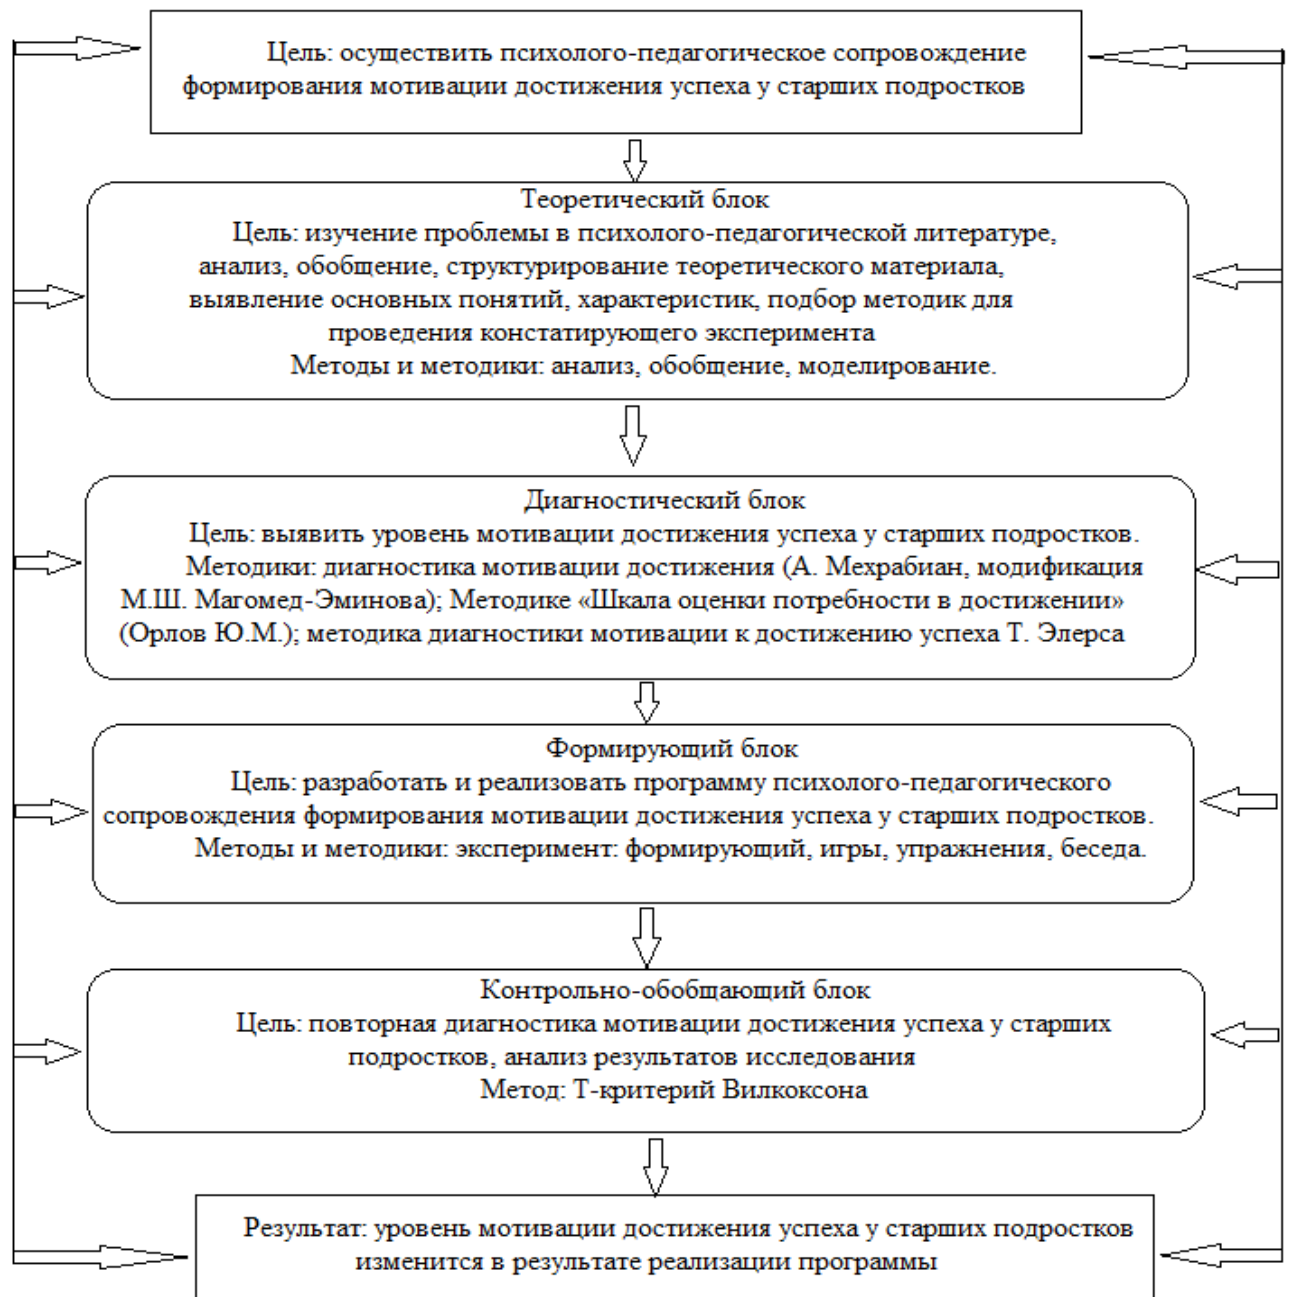 Цель: осуществить психолого-педагогическое сопровождение
формирования мотивации достижения успеха у старших подростков
Теоретический блок
Цель: изучение проблемы в психолого-педагогической литературе,
анализ, обобщение, структурирование теоретического материала,
выявление основных понятий, характеристик, подбор методик для
проведения констатирующего эксперимента
Методы и методики: анализ, обобщение, моделирование.
Диагностический блок
Цель: выявить уровень мотивации достижения успеха у старших подростков.
Методики: диагностика мотивации достижения (А. Мехрабиан, модификация
М.Ш. Магомед-Эминова); Методике «Шкала оценки потребности в достижении»
(Орлов Ю.М.); методика диагностики мотивации к достижению успеха Т. Элерса
Формирующий блок
Цель: разработать и реализовать программу психолого-педагогического
сопровождения формирования мотивации достижения успеха у старших подростков.
Методы и методики: эксперимент: формирующий, игры, упражнения, беседа.
Контрольно-обобщающий блок
Цель: повторная диагностика мотивации достижения успеха у старших
подростков, анализ результатов исследования
Метод: Т-критерий Вилкоксона
Результат: уровень мотивации достижения успеха у старших подростков
изменится в результате реализации программы